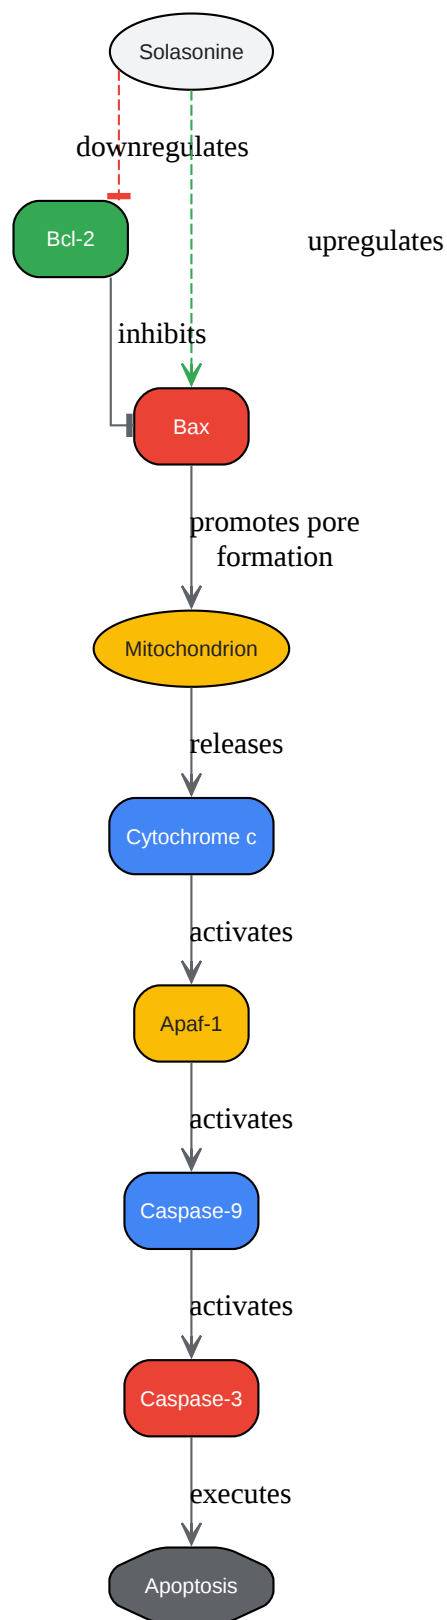 Solasonine
downregulates
Bcl-2
upregulates
inhibits
Bax
promotes pore
formation
Mitochondrion
releases
Cytochrome c
activates
Apaf-1
activates
Caspase-9
activates
Caspase-3
executes
Apoptosis